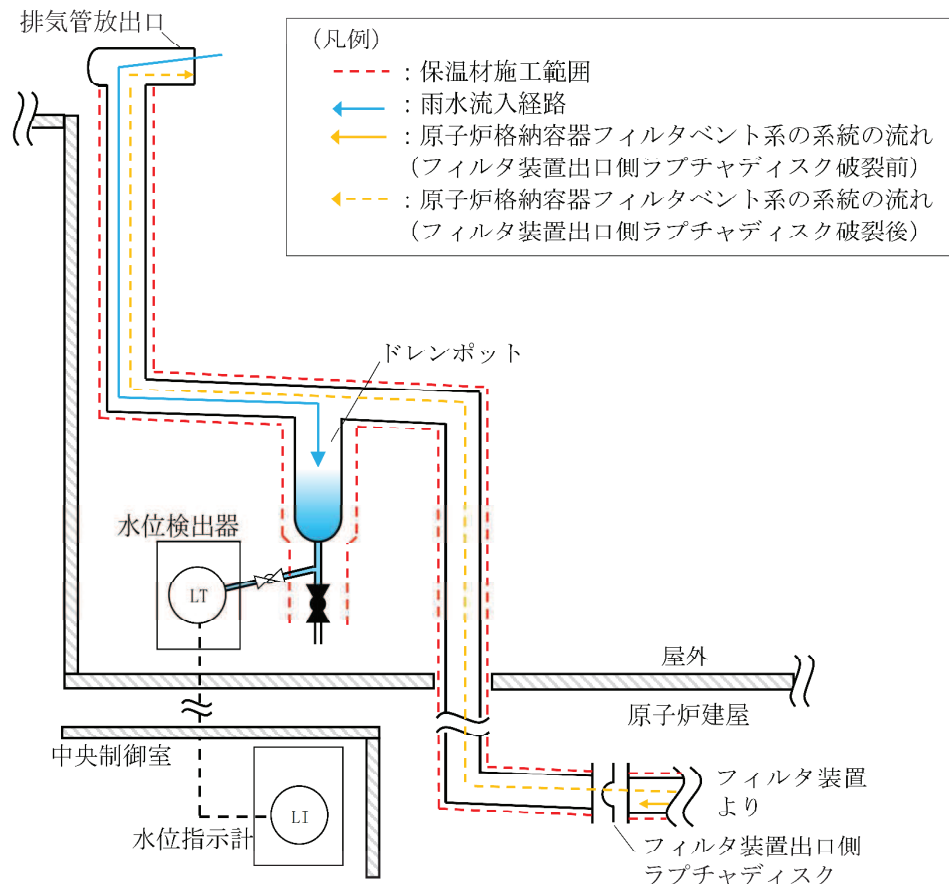 排気管放出口
(凡例)
：保温材施工範囲
：雨水流入経路
：原子炉格納容器フィルタベント系の系統の流れ
(フィルタ装置出口側ラプチャディスク破裂前)
：原子炉格納容器フィルタベント系の系統の流れ
(フィルタ装置出口側ラプチャディスク破裂後)
ドレンポット
水位検出器
LT
屋外
原子炉建屋
中央制御室
水位指示計
LI
フィルタ装置
より
フィルタ装置出口側
ラプチャディスク